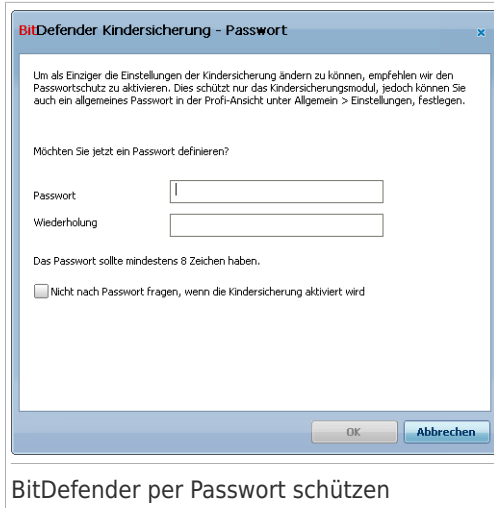 BitDefender Kindersicherung - Passwort
Um als Einziger die Einstellungen der Kindersicherung ändern zu können, empfehlen wir den
Passwortschutz zu aktivieren. Dies schützt nur das Kindersicherungsmodul, jedoch können Sie
auch ein allgemeines Passwort in der Profi-Ansicht unter Allgemein > Einstellungen, festlegen.
Möchten Sie jetzt ein Passwort definieren?
Passwort
Wiederholung
Das Passwort sollte mindestens 8 Zeichen haben.
Nicht nach Passwort fragen, wenn die Kindersicherung aktiviert wird
OK Abbrechen
BitDefender per Passwort schützen